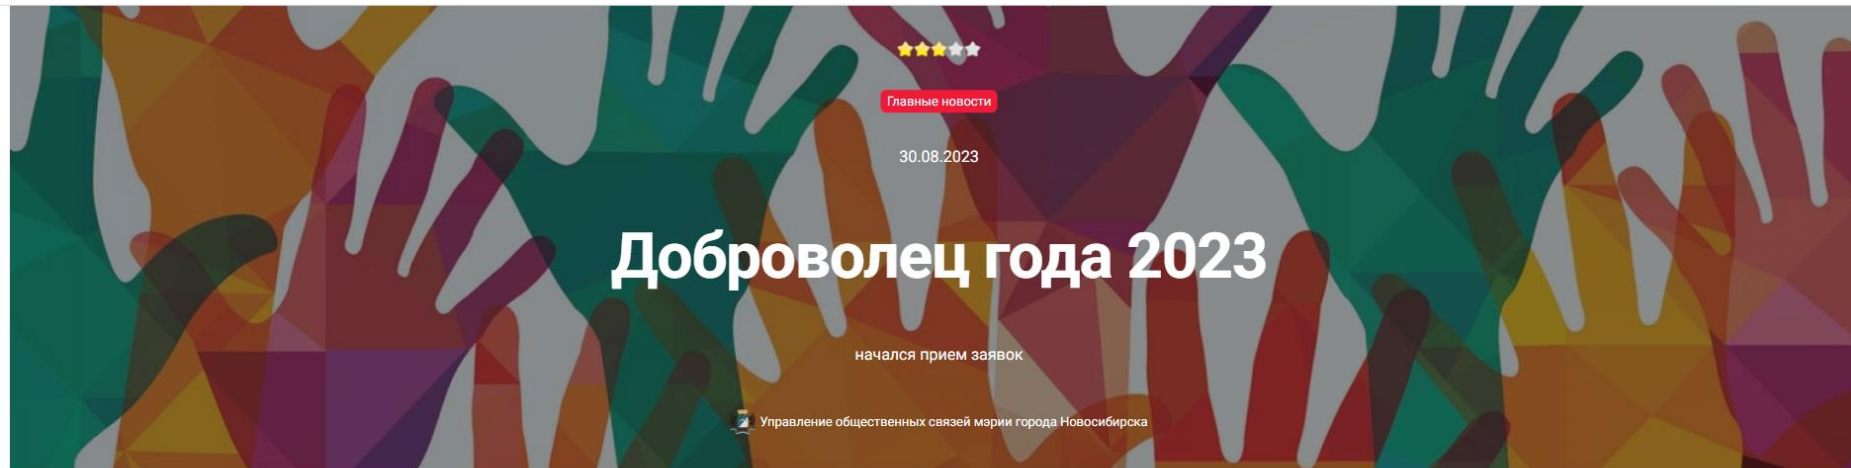 Главные новости
30.08.2023
Доброволец года 2023
начался прием заявок
Управление общественных связей мэрии города Новосибирска